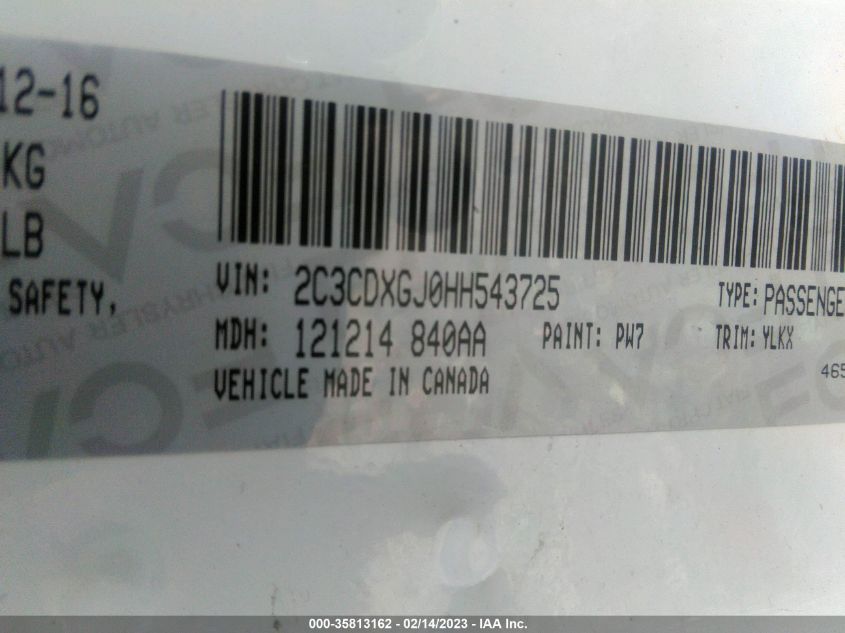 12-16
KG
LB
SAFETY,
VIN: 2C3CDXGJ0HH543725 TYPE: PASSENGE
MDH: 121214 840AA PAINT: PW7 TRIM: YLKX
VEHICLE MADE IN CANADA 465
000-35813162 - 02/14/2023 - IAA Inc.